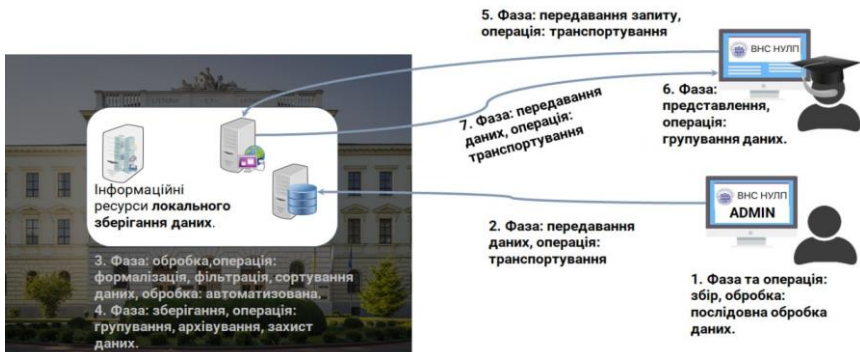 5. Фаза: передавання запиту,
операція: транспортування
ВНС НУЛП
6. Фаза:
представлення,
операція:
групування даних.
7. Фаза: передавання
даних, операція:
транспортування
Інформаційні
ресурси локального
зберігання даних.
ВНС НУЛП
ADMIN
2. Фаза: передавання
даних, операція:
транспортування
3. Фаза: обробка,операція:
формалізація, фільтрація, сортування
даних, обробка: автоматизована.
4. Фаза: зберігання, операція:
групування, архівування, захист
даних.
1. Фаза та операція:
збір, обробка:
послідовна обробка
даних.